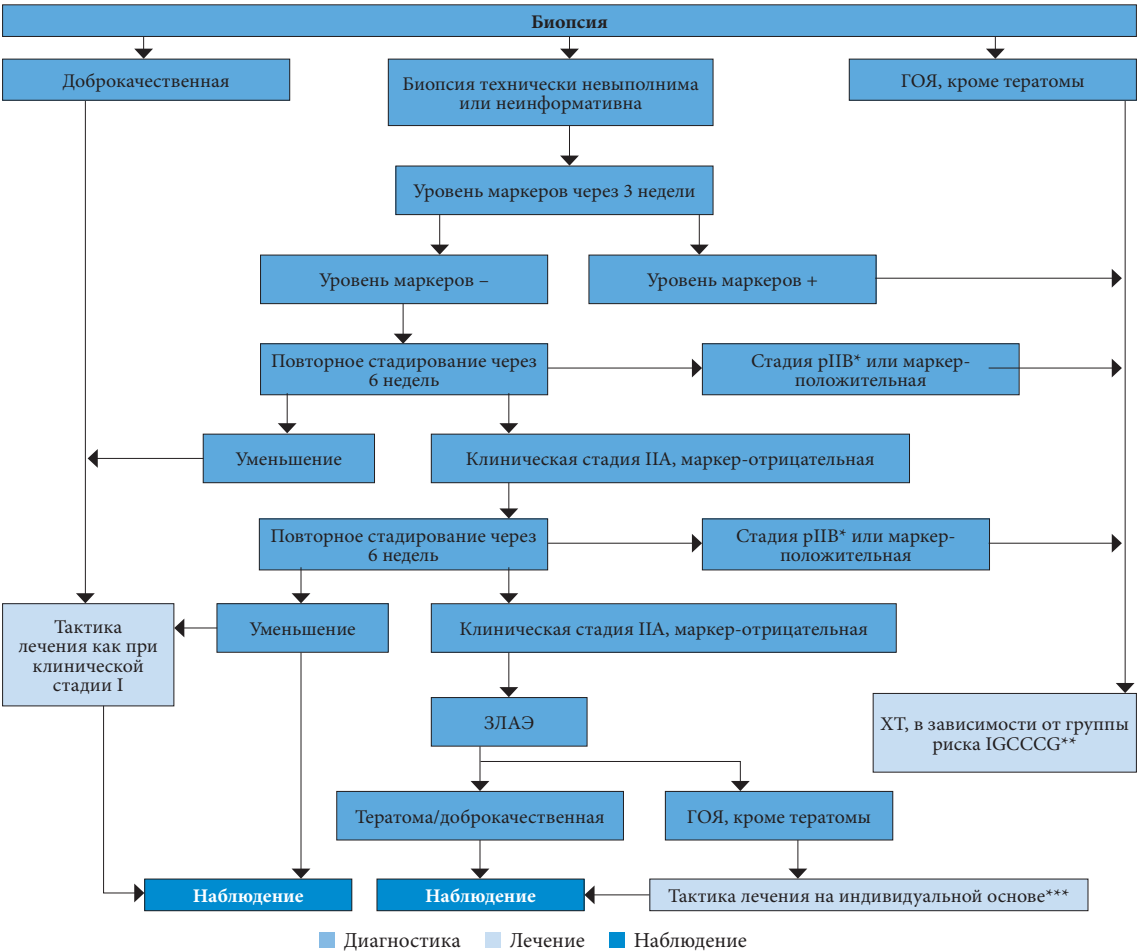 Биопсия
Доброкачественная
Биопсия технически невыполнима
или неинформативна
ГОЯ, кроме тератомы
Уровень маркеров через 3 недели
Уровень маркеров –
Уровень маркеров +
Повторное стадирование через
6 недель
Стадия pIIB* или маркер-
положительная
Уменьшение
Клиническая стадия IIA, маркер-отрицательная
Повторное стадирование через
6 недель
Стадия pIIB* или маркер-
положительная
Тактика
лечения как при
клинической
стадии I
Уменьшение
Клиническая стадия IIA, маркер-отрицательная
ЗЛАЭ
ХТ, в зависимости от группы
риска IGCCCG**
Тератома/доброкачественная
ГОЯ, кроме тератомы
Наблюдение
Наблюдение
Тактика лечения на индивидуальной основе***
Диагностика
Лечение
Наблюдение